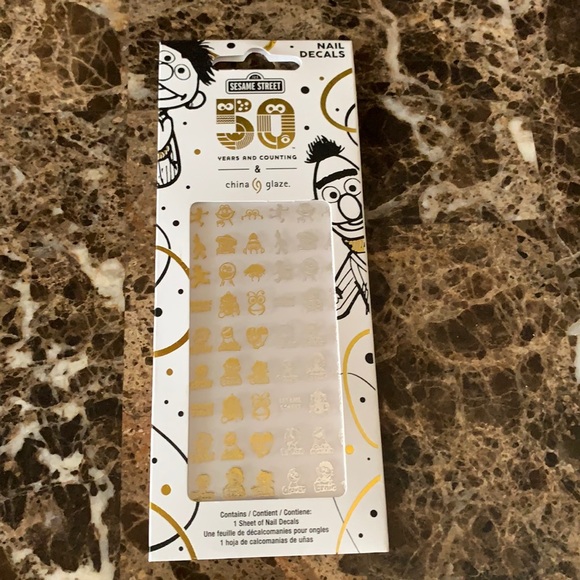 NAIL
DECALS
SESAME STREET
50
YEARS AND COUNTING
&
china glaze.
Contains / Contient / Contiene:
1 Sheet of Nail Decals
Une feuille de décalcomanies pour ongles
1 hoja de calcomanías de uñas